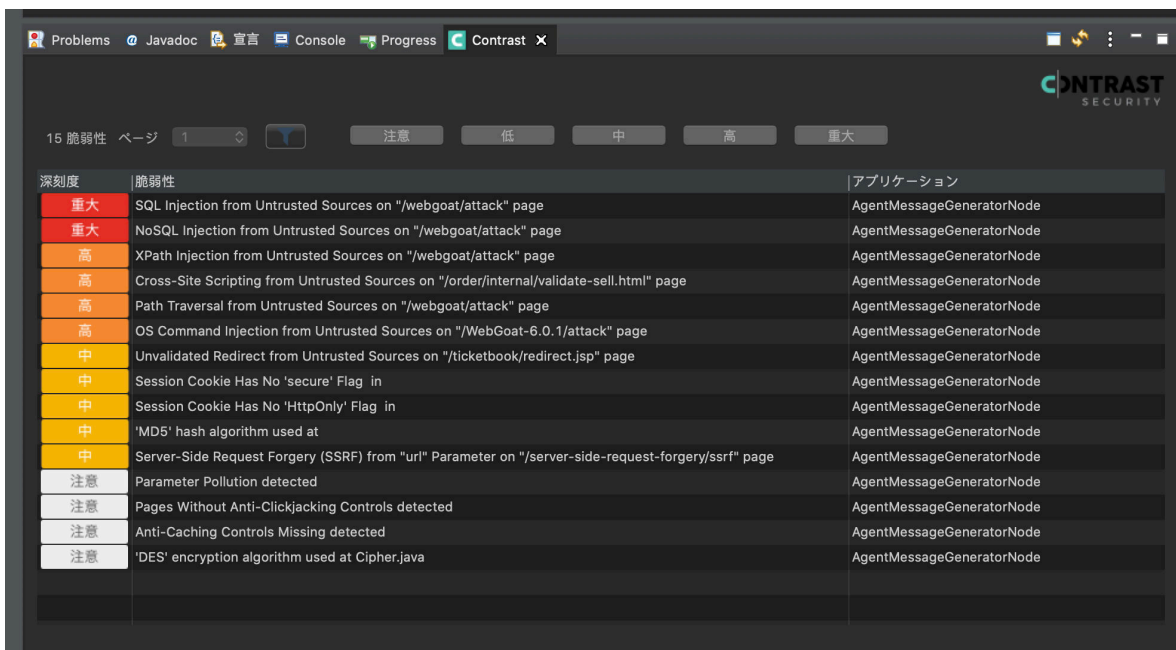 Problems @ Javadoc 宣言 Console Progress Contrast X
CONTRAST
SECURITY
15 脆弱性 ページ 1 注意 低 中 高 重大
深刻度 脆弱性 アプリケーション
重大 SQL Injection from Untrusted Sources on "/webgoat/attack" page AgentMessageGeneratorNode
重大 NoSQL Injection from Untrusted Sources on "/webgoat/attack" page AgentMessageGeneratorNode
高 XPath Injection from Untrusted Sources on "/webgoat/attack" page AgentMessageGeneratorNode
高 Cross-Site Scripting from Untrusted Sources on "/order/internal/validate-sell.html" page AgentMessageGeneratorNode
高 Path Traversal from Untrusted Sources on "/webgoat/attack" page AgentMessageGeneratorNode
高 OS Command Injection from Untrusted Sources on "/WebGoat-6.0.1/attack" page AgentMessageGeneratorNode
中 Unvalidated Redirect from Untrusted Sources on "/ticketbook/redirect.jsp" page AgentMessageGeneratorNode
中 Session Cookie Has No 'secure' Flag in AgentMessageGeneratorNode
中 Session Cookie Has No 'HttpOnly' Flag in AgentMessageGeneratorNode
中 'MD5' hash algorithm used at AgentMessageGeneratorNode
中 Server-Side Request Forgery (SSRF) from "url" Parameter on "/server-side-request-forgery/ssrf" page AgentMessageGeneratorNode
注意 Parameter Pollution detected AgentMessageGeneratorNode
注意 Pages Without Anti-Clickjacking Controls detected AgentMessageGeneratorNode
注意 Anti-Caching Controls Missing detected AgentMessageGeneratorNode
注意 'DES' encryption algorithm used at Cipher.java AgentMessageGeneratorNode